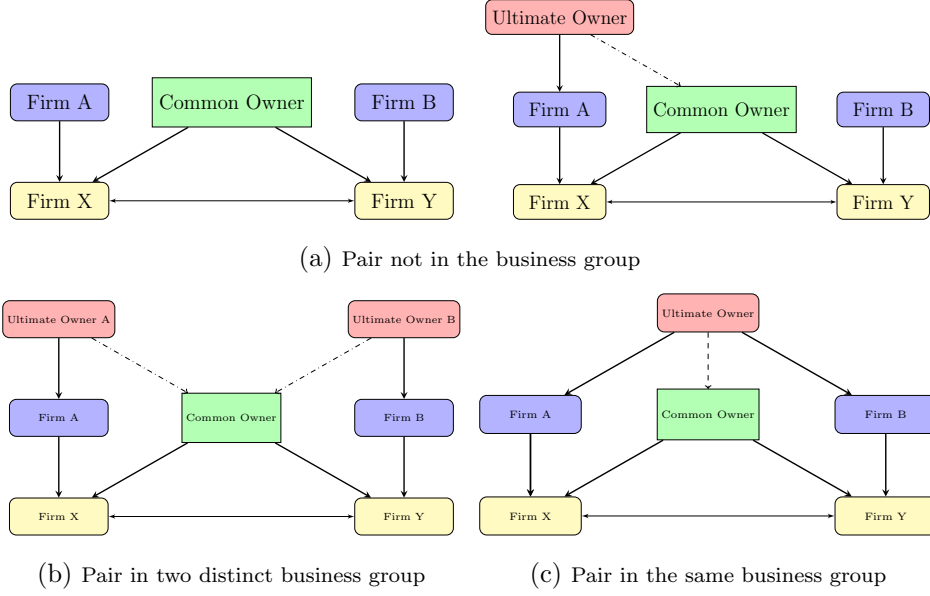 Ultimate Owner
Firm A
Common Owner
Firm B
Firm A
Common Owner
Firm B
Firm X
Firm Y
Firm X
Firm Y
(a) Pair not in the business group
Ultimate Owner A
Ultimate Owner B
Ultimate Owner
Firm A
Common Owner
Firm B
Firm A
Common Owner
Firm B
Firm X
Firm Y
Firm X
Firm Y
(b) Pair in two distinct business group
(c) Pair in the same business group